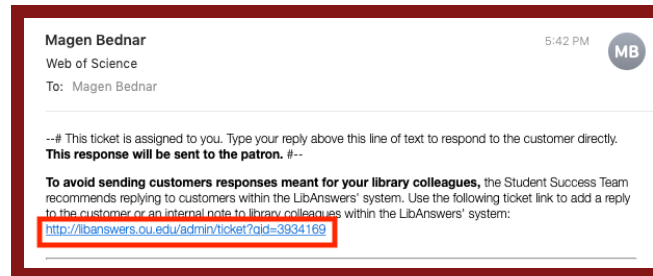 Magen Bednar
5:42 PM
MB
Web of Science
To: Magen Bednar
--# This ticket is assigned to you. Type your reply above this line of text to respond to the customer directly.
This response will be sent to the patron. #--
To avoid sending customers responses meant for your library colleagues, the Student Success Team
recommends replying to customers within the LibAnswers' system. Use the following ticket link to add a reply
to the customer or an internal note to library colleagues within the LibAnswers' system:
http://libanswers.ou.edu/admin/ticket?qid=3934169